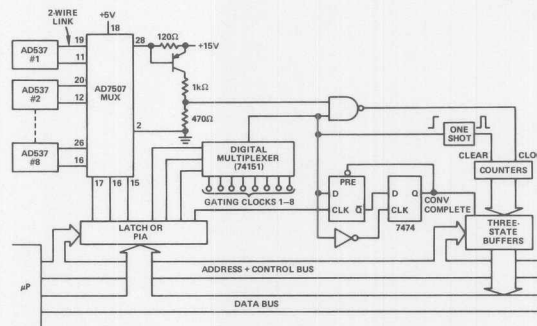 2-WIRE
LINK
+5V
18
120Ω
+15V
19
28
AD537
#1
11
1kΩ
20
AD537
#2
12
AD7507
MUX
470Ω
2
26
AD537
#8
16
17
16
15
DIGITAL
MULTIPLEXER
(74151)
GATING CLOCKS 1–8
ONE
SHOT
CLEAR
CLOC
COUNTERS
PRE
D
D
Q
CLK
Q̅
CLK
CONV
COMPLETE
7474
THREE-
STATE
BUFFERS
LATCH OR
PIA
ADDRESS + CONTROL BUS
μP
DATA BUS